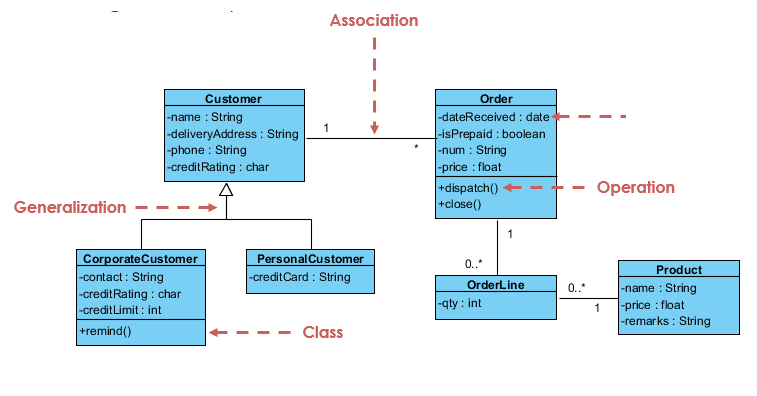 Association
Customer
-name : String
-deliveryAddress : String
-phone : String
-creditRating : char
1
*
Order
-dateReceived : date
-isPrepaid : boolean
-num : String
-price : float
+dispatch()
+close()
Operation
Generalization
CorporateCustomer
-contact : String
-creditRating : char
-creditLimit : int
+remind()
Class
PersonalCustomer
-creditCard : String
1
0..*
OrderLine
-qty : int
0..*
1
Product
-name : String
-price : float
-remarks : String